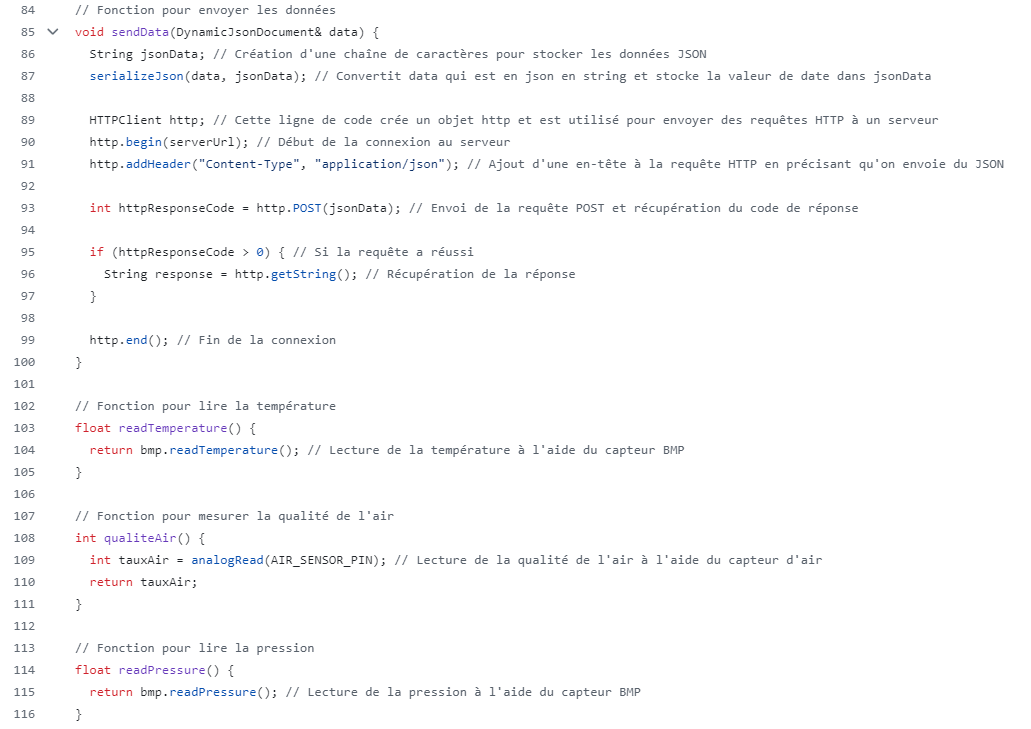 84 // Fonction pour envoyer les données
85 void sendData(DynamicJsonDocument& data) {
86 String jsonData; // Création d'une chaîne de caractères pour stocker les données JSON
87 serializeJson(data, jsonData); // Convertit data qui est en json en string et stocke la valeur de date dans jsonData
88
89 HTTPClient http; // Cette ligne de code crée un objet http et est utilisé pour envoyer des requêtes HTTP à un serveur
90 http.begin(serverUrl); // Début de la connexion au serveur
91 http.addHeader("Content-Type", "application/json"); // Ajout d'une en-tête à la requête HTTP en précisant qu'on envoie du JSON
92
93 int httpResponseCode = http.POST(jsonData); // Envoi de la requête POST et récupération du code de réponse
94
95 if (httpResponseCode > 0) { // Si la requête a réussi
96 String response = http.getString(); // Récupération de la réponse
97 }
98
99 http.end(); // Fin de la connexion
100 }
101
102 // Fonction pour lire la température
103 float readTemperature() {
104 return bmp.readTemperature(); // Lecture de la température à l'aide du capteur BMP
105 }
106
107 // Fonction pour mesurer la qualité de l'air
108 int qualiteAir() {
109 int tauxAir = analogRead(AIR_SENSOR_PIN); // Lecture de la qualité de l'air à l'aide du capteur d'air
110 return tauxAir;
111 }
112
113 // Fonction pour lire la pression
114 float readPressure() {
115 return bmp.readPressure(); // Lecture de la pression à l'aide du capteur BMP
116 }